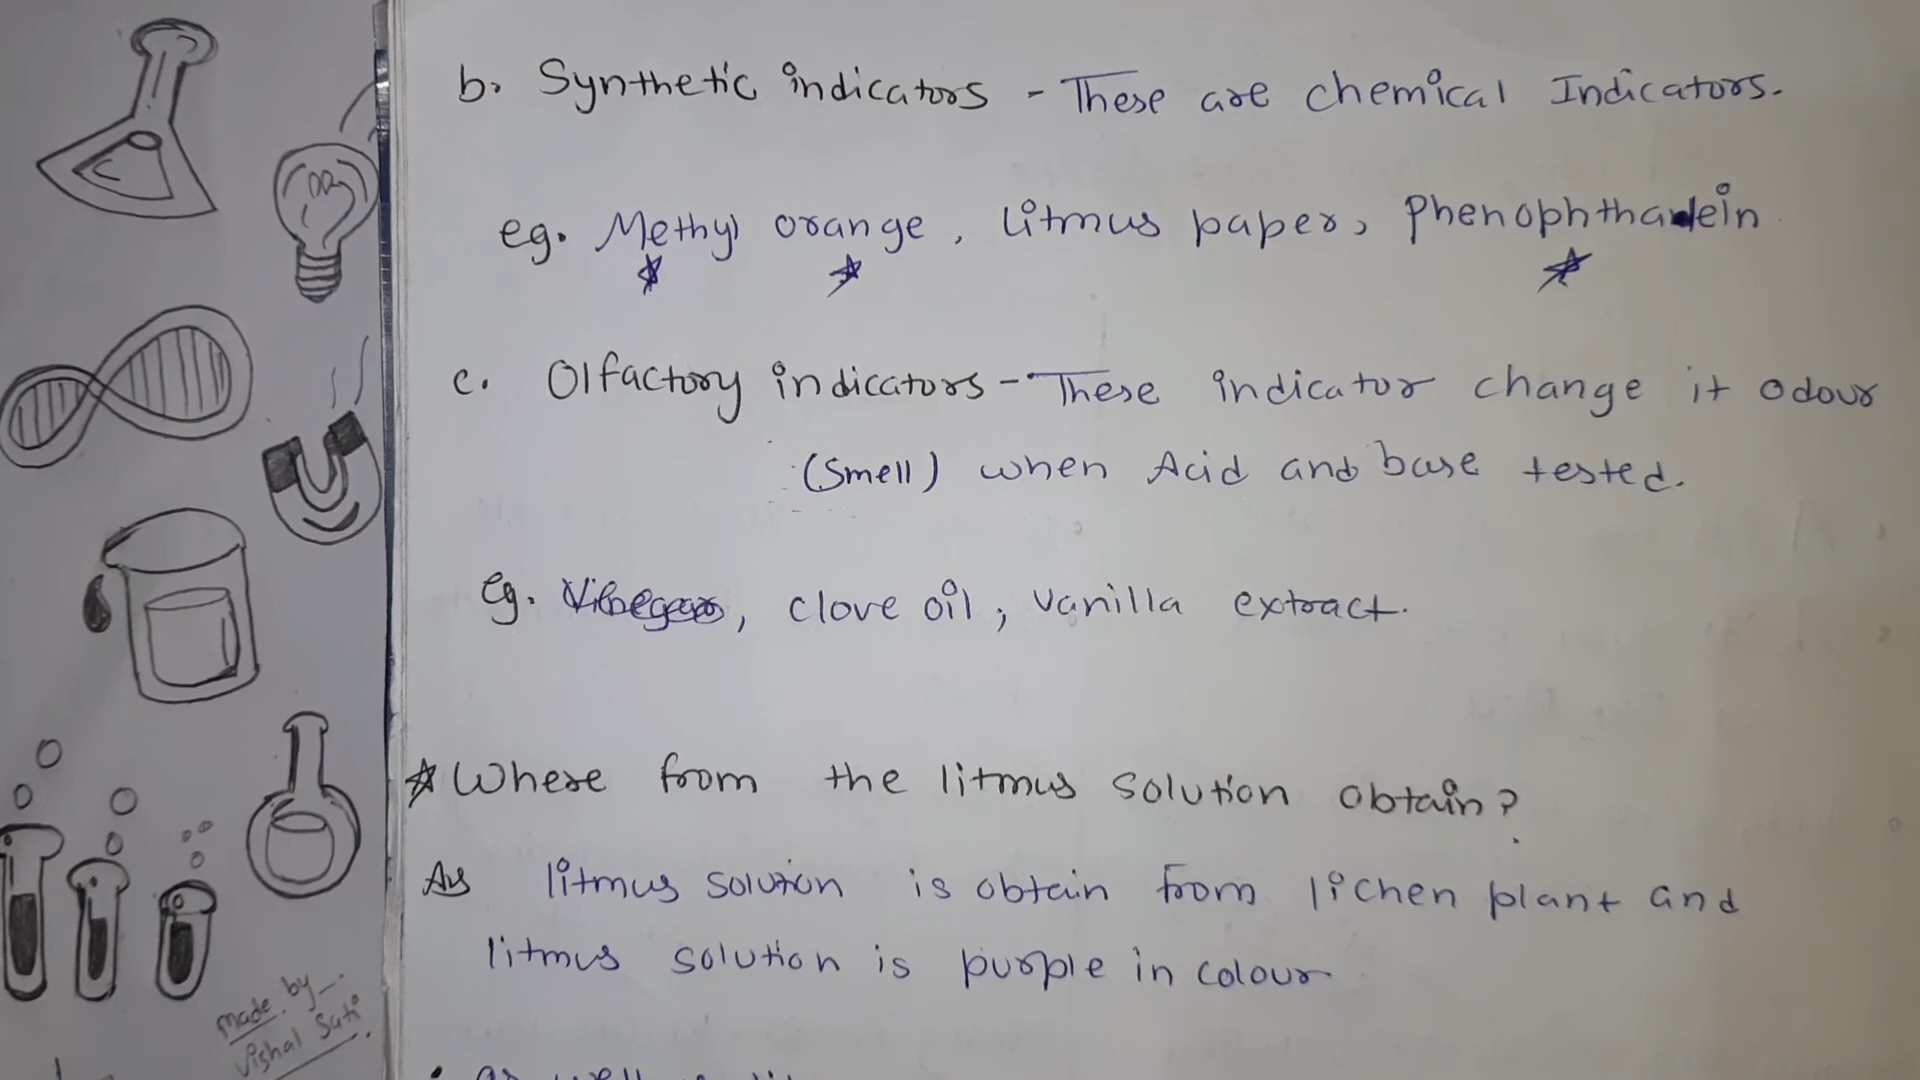 b. Synthetic indicators - These are chemical Indicators.
eg. Methyl orange, litmus paper, Phenophthalein
c. Olfactory indicators - These indicator change it odour
(Smell) when Acid and base tested.
eg. clove oil, vanilla extract.
Where from the litmus solution obtain?
Ans litmus solution is obtain from lichen plant and
litmus solution is purple in colour
made by
Vishal Sati